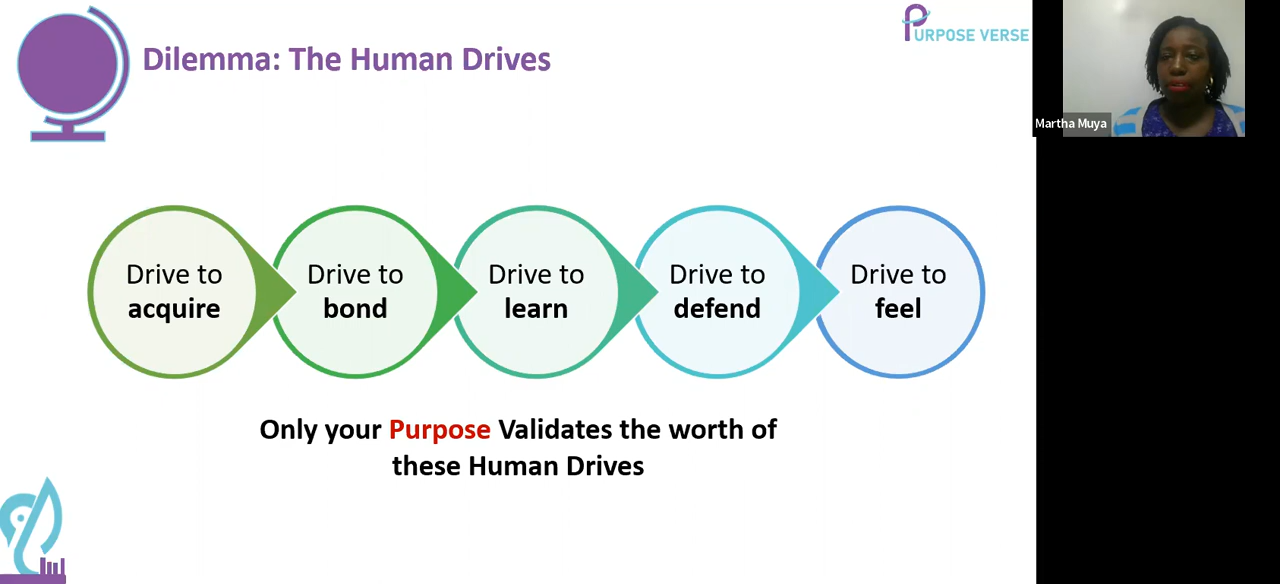 Dilemma: The Human Drives
PURPOSE VERSE
Martha Muya
Drive to
acquire
Drive to
bond
Drive to
learn
Drive to
defend
Drive to
feel
Only your Purpose Validates the worth of
these Human Drives